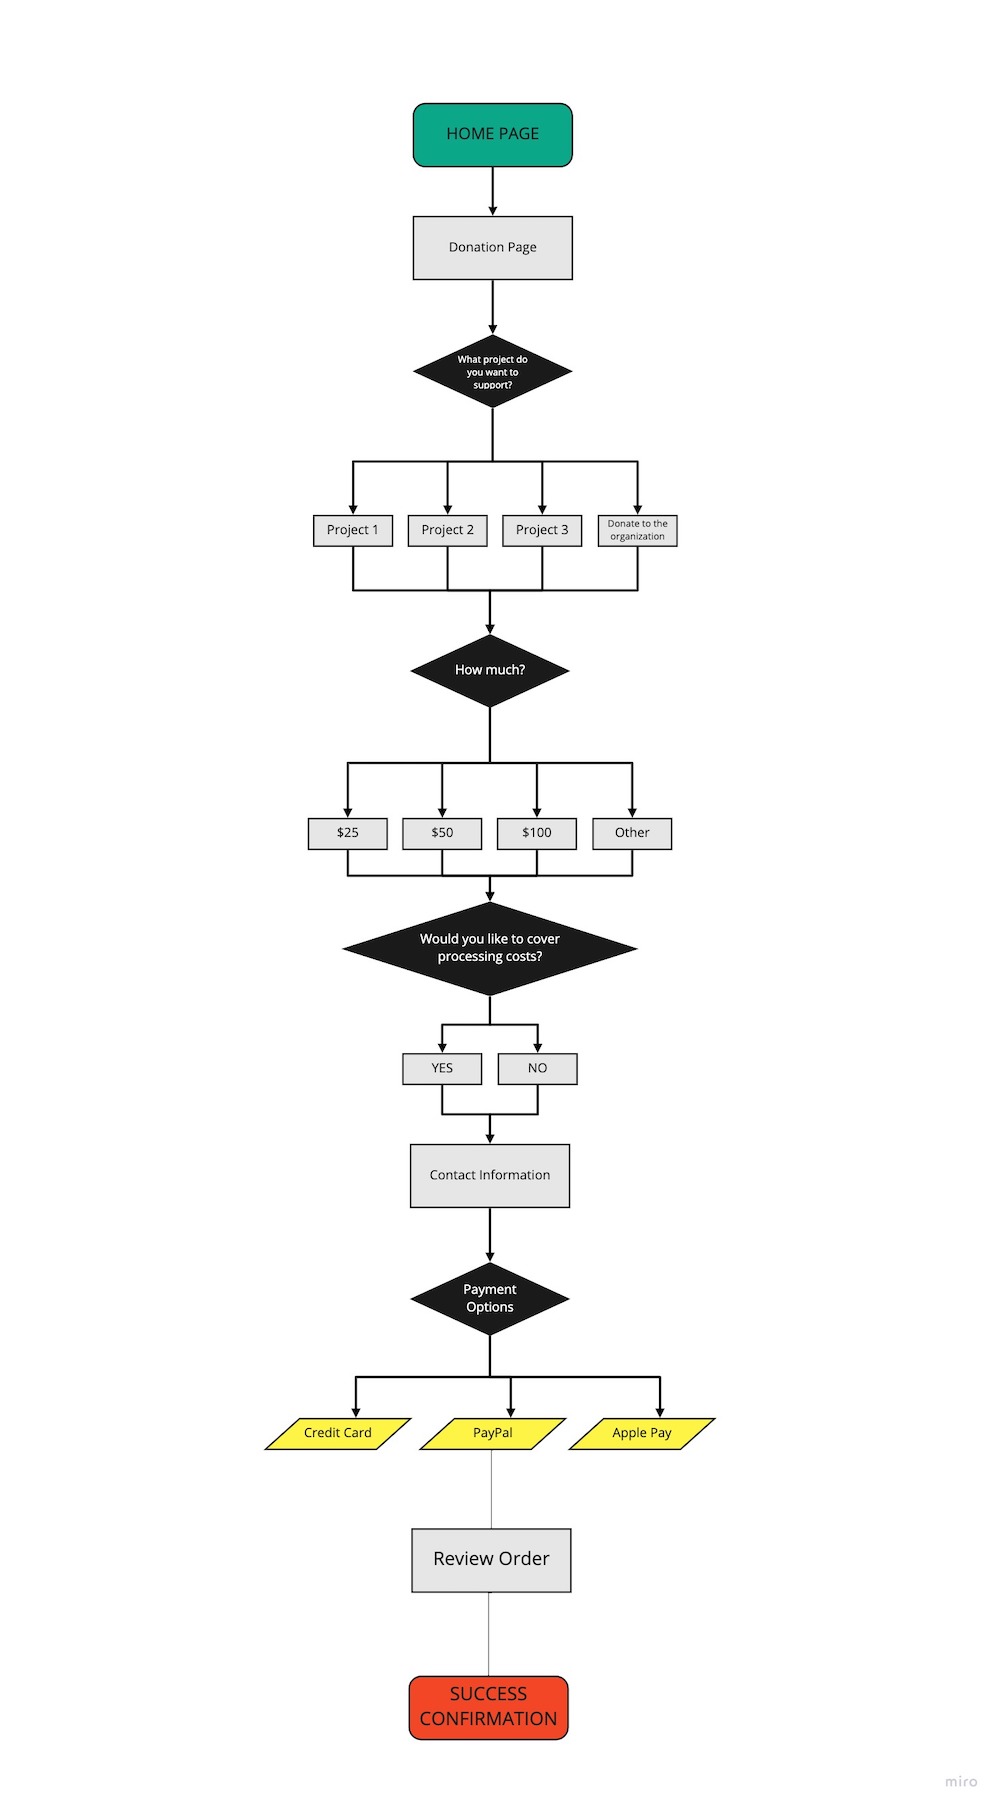 HOME PAGE
Donation Page
What project do
you want to
support?
Project 1
Project 2
Project 3
Donate to the
organization
How much?
$25
$50
$100
Other
Would you like to cover
processing costs?
YES
NO
Contact Information
Payment
Options
Credit Card
PayPal
Apple Pay
Review Order
SUCCESS
CONFIRMATION
miro